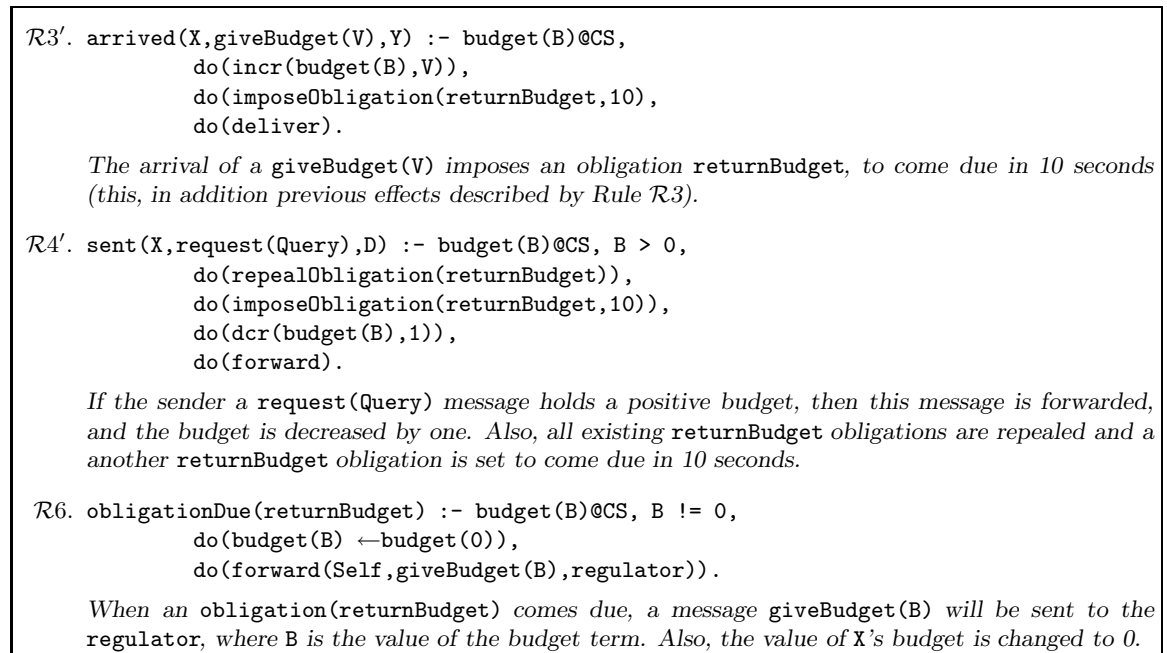 ℛ3′. arrived(X,giveBudget(V),Y) :- budget(B)@CS,
do(incr(budget(B),V)),
do(imposeObligation(returnBudget,10),
do(deliver).
The arrival of a giveBudget(V) imposes an obligation returnBudget, to come due in 10 seconds
(this, in addition previous effects described by Rule ℛ3).
ℛ4′. sent(X,request(Query),D) :- budget(B)@CS, B > 0,
do(repealObligation(returnBudget)),
do(imposeObligation(returnBudget,10)),
do(dcr(budget(B),1)),
do(forward).
If the sender a request(Query) message holds a positive budget, then this message is forwarded,
and the budget is decreased by one. Also, all existing returnBudget obligations are repealed and a
another returnBudget obligation is set to come due in 10 seconds.
ℛ6. obligationDue(returnBudget) :- budget(B)@CS, B != 0,
do(budget(B) ←budget(0)),
do(forward(Self,giveBudget(B),regulator)).
When an obligation(returnBudget) comes due, a message giveBudget(B) will be sent to the
regulator, where B is the value of the budget term. Also, the value of X's budget is changed to 0.